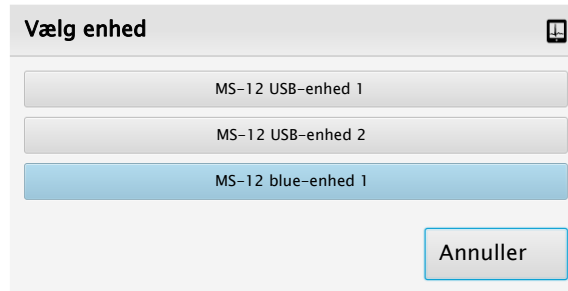 Vælg enhed
MS-12 USB-enhed 1
MS-12 USB-enhed 2
MS-12 blue-enhed 1
Annuller